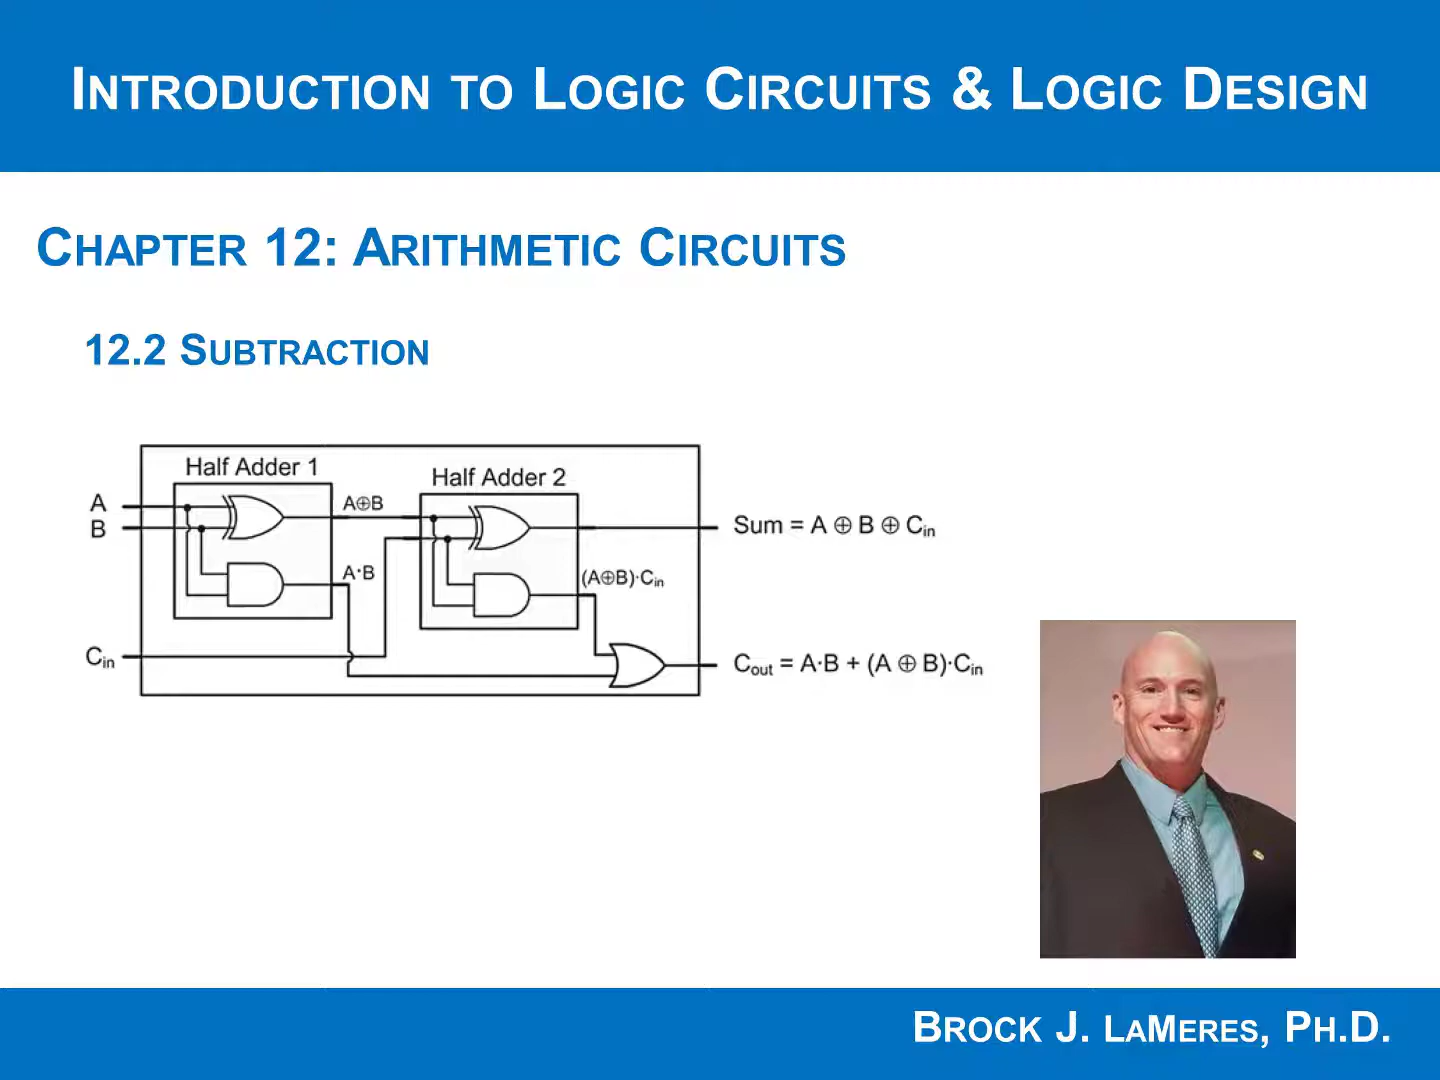 INTRODUCTION TO LOGIC CIRCUITS & LOGIC DESIGN
CHAPTER 12: ARITHMETIC CIRCUITS
12.2 SUBTRACTION
Half Adder 1
Half Adder 2
A
B
A⊕B
A·B
Cin
(A⊕B)·Cin
Sum = A ⊕ B ⊕ Cin
Cout = A·B + (A ⊕ B)·Cin
BROCK J. LAMERES, PH.D.